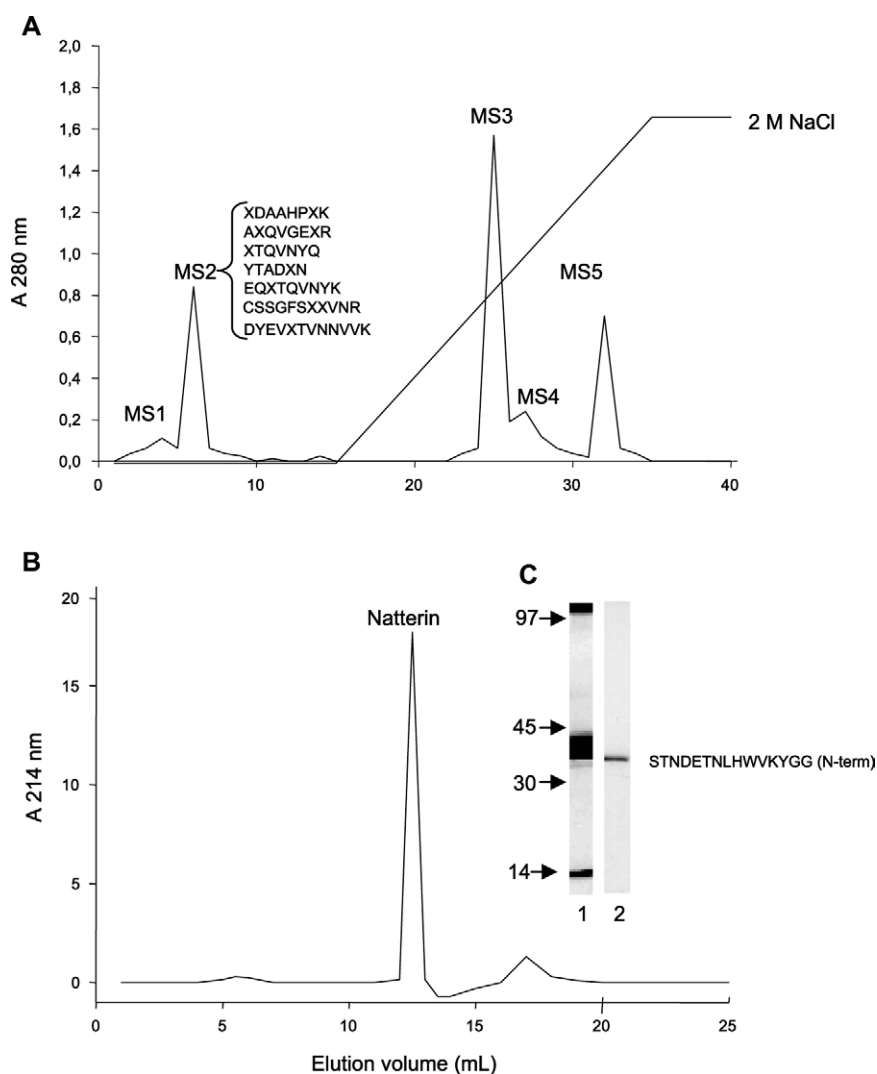 A
2,0
1,8
1,6
1,4
1,2
1,0
0,8
0,6
0,4
0,2
0,0
A 280 nm
MS1
MS2
XDAAHPXK
AXQVGEXR
XTQVNYQ
YTADXN
EQXTQVNYK
CSSGFSXXVNR
DYEVXTVNNVVK
MS3
MS4
MS5
2 M NaCl
0 10 20 30 40
B
20
15
10
5
0
A 214 nm
Natterin
0 5 10 15 20 25
Elution volume (mL)
C
97
45
30
14
1 2
STNDETNLHWVKYGG (N-term)